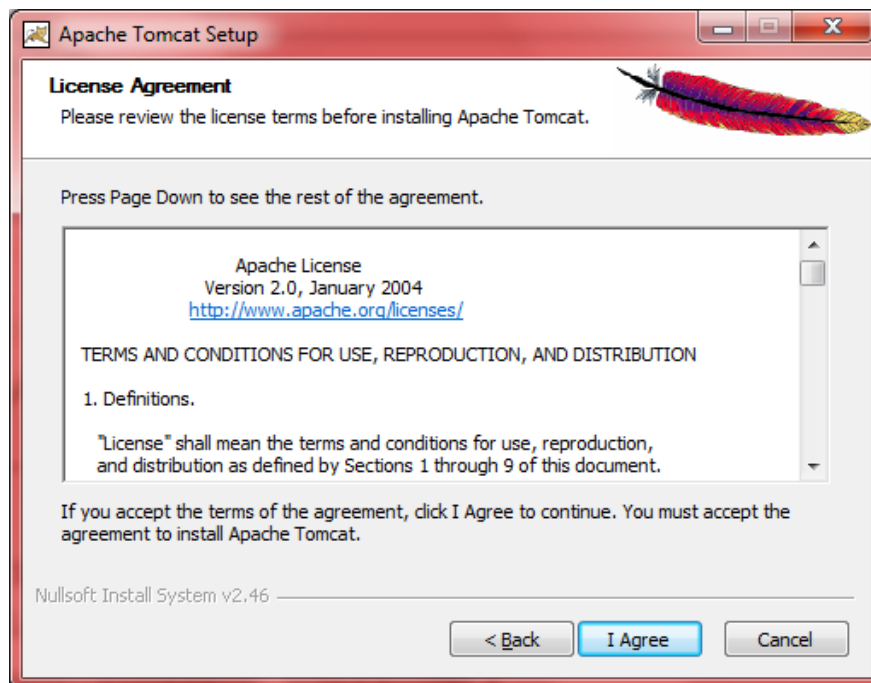 Apache Tomcat Setup
License Agreement
Please review the license terms before installing Apache Tomcat.
Press Page Down to see the rest of the agreement.
Apache License
Version 2.0, January 2004
http://www.apache.org/licenses/
TERMS AND CONDITIONS FOR USE, REPRODUCTION, AND DISTRIBUTION
1. Definitions.
"License" shall mean the terms and conditions for use, reproduction,
and distribution as defined by Sections 1 through 9 of this document.
If you accept the terms of the agreement, click I Agree to continue. You must accept the
agreement to install Apache Tomcat.
Nullsoft Install System v2.46
< Back I Agree Cancel